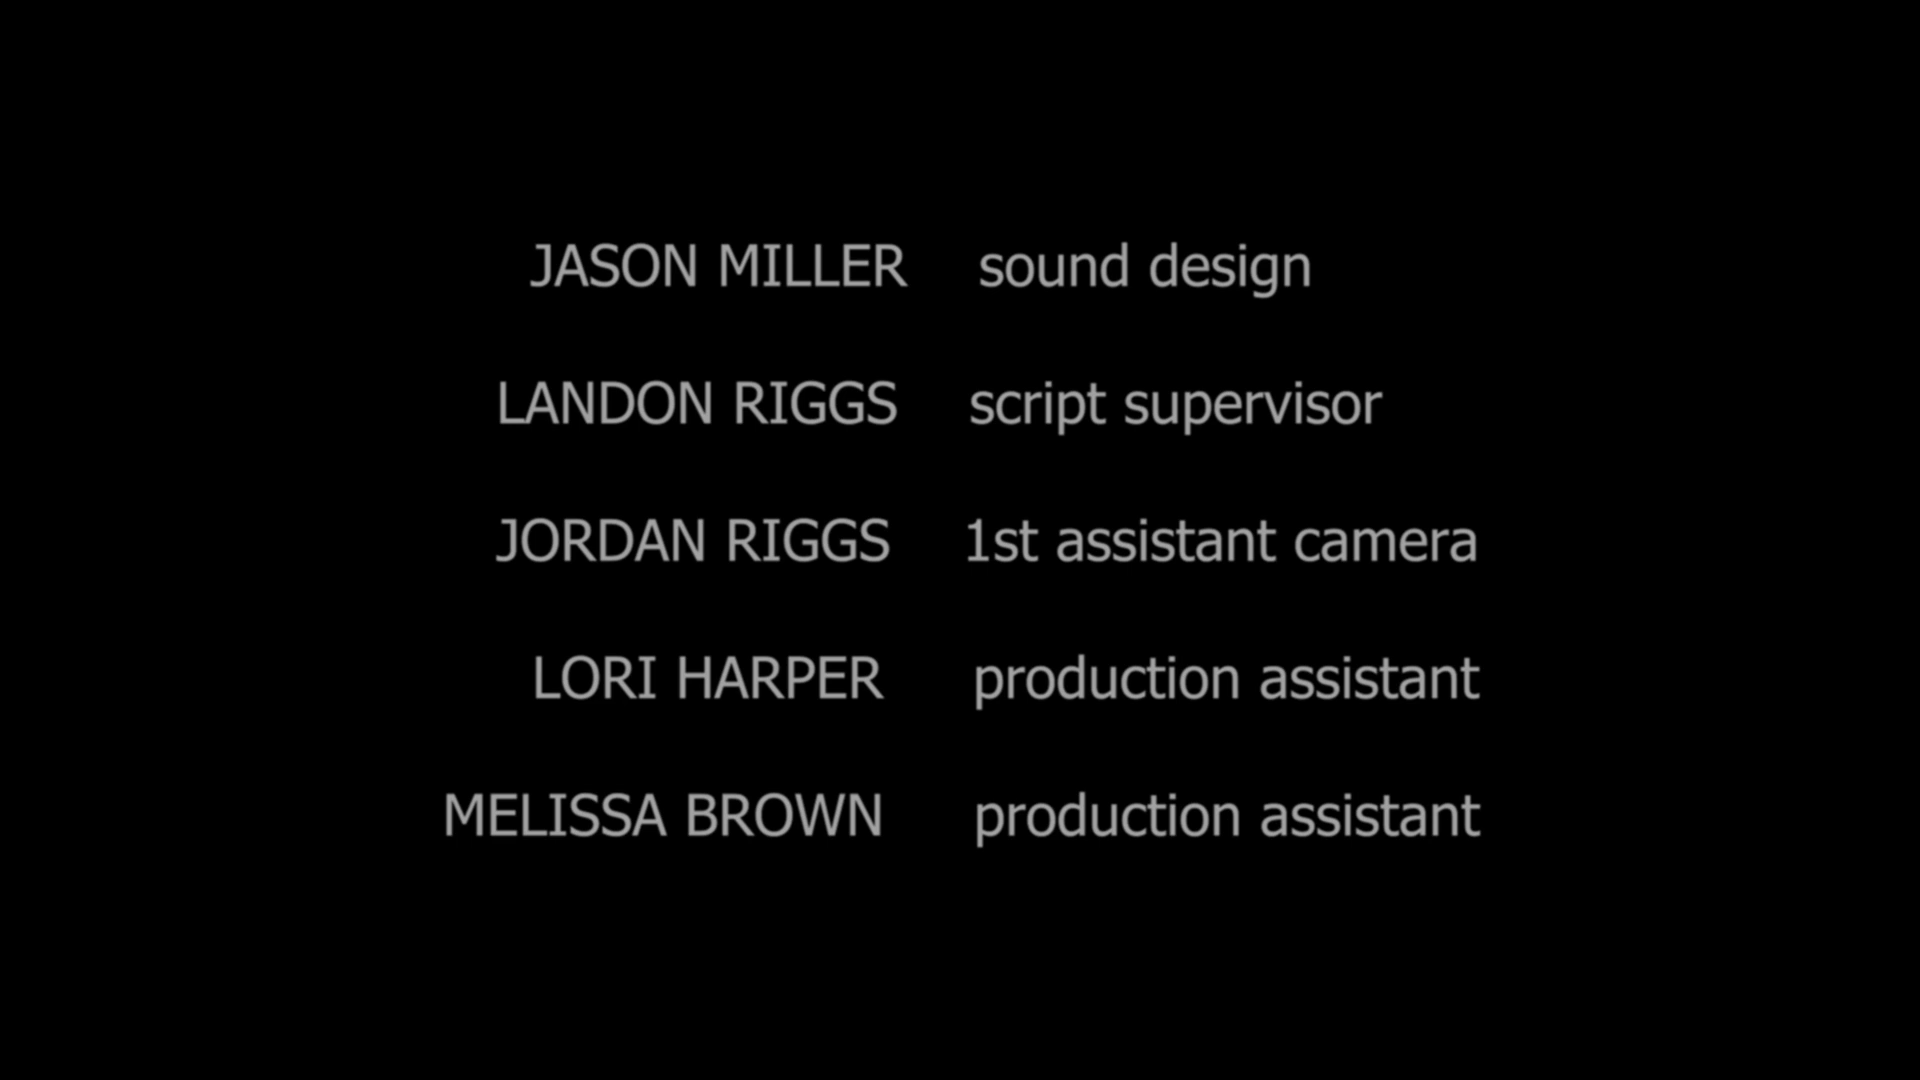 JASON MILLER sound design
LANDON RIGGS script supervisor
JORDAN RIGGS 1st assistant camera
LORI HARPER production assistant
MELISSA BROWN production assistant